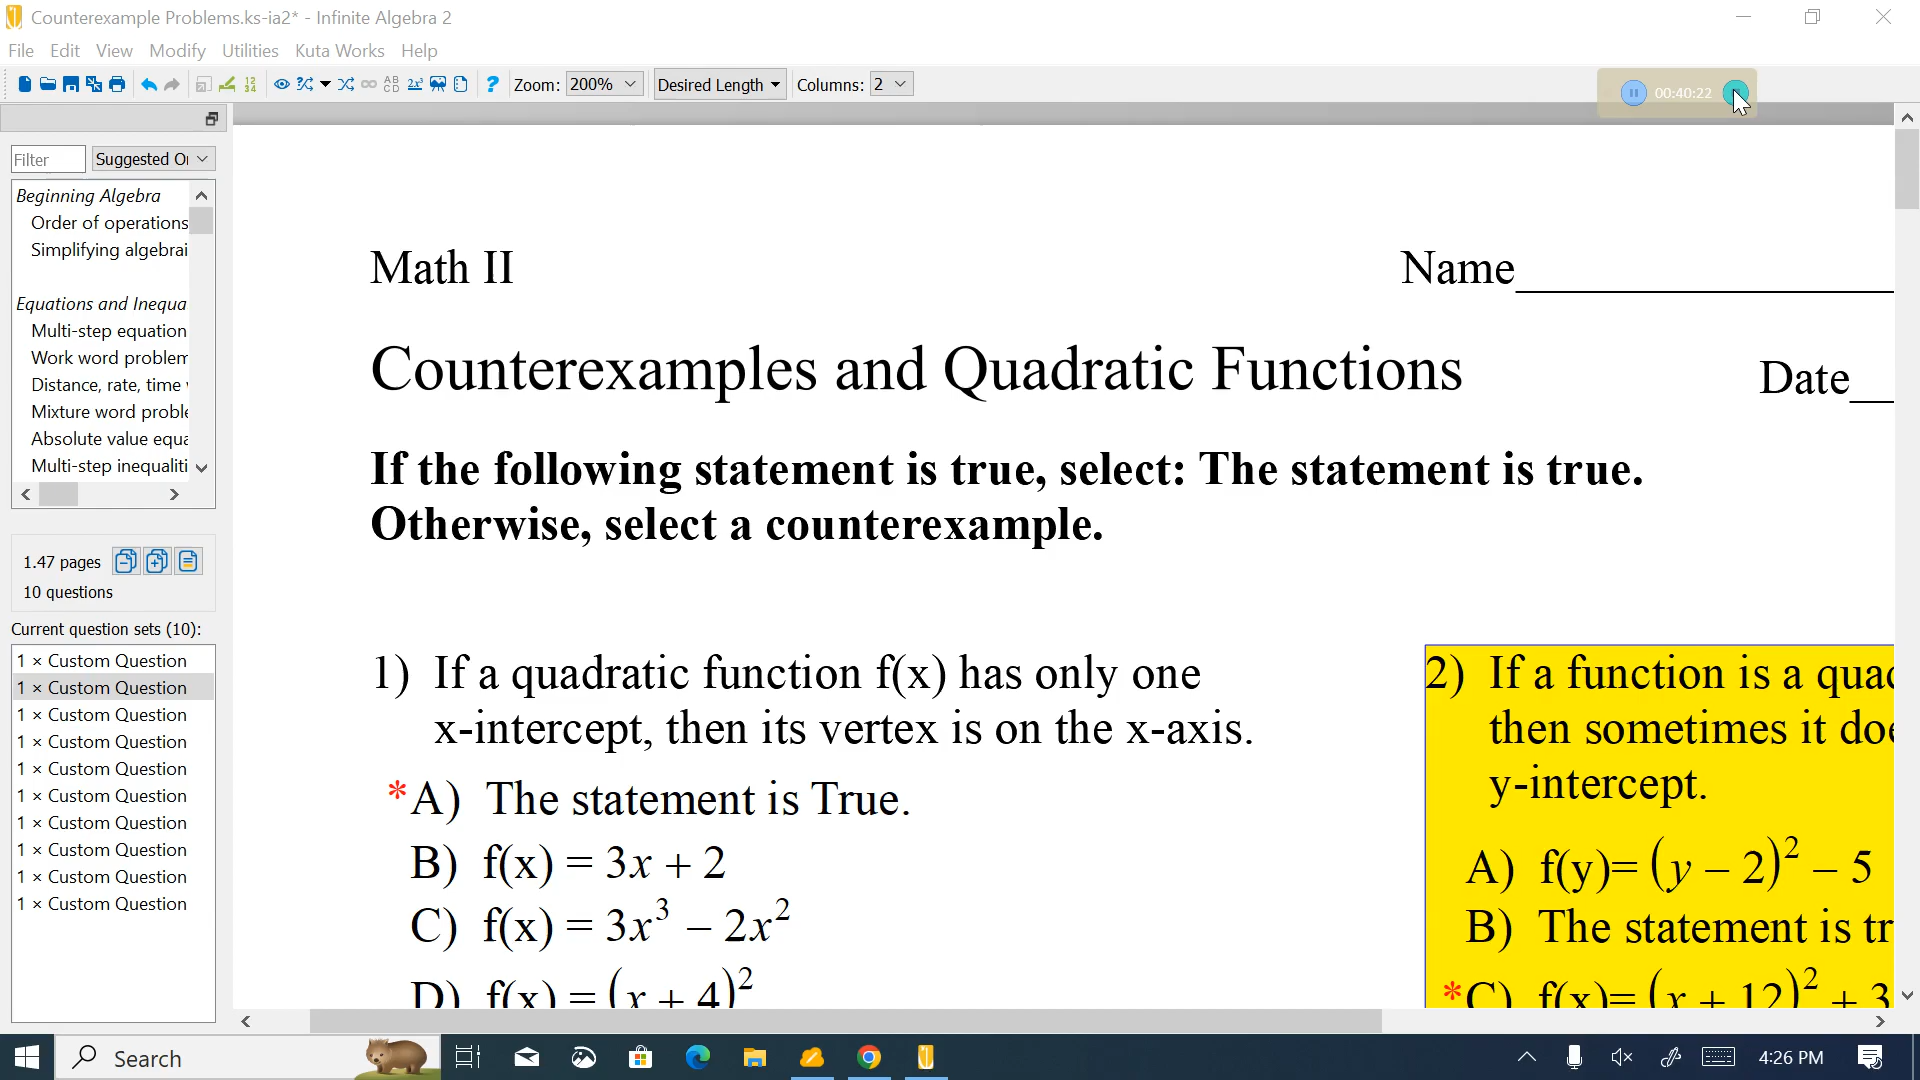 Counterexample Problems.ks-ia2* - Infinite Algebra 2
File Edit View Modify Utilities Kuta Works Help
Zoom: 200% Desired Length Columns: 2
00:40:22
Filter Suggested Or
Beginning Algebra
Order of operations
Simplifying algebrai
Equations and Inequa
Multi-step equation
Work word problem
Distance, rate, time
Mixture word proble
Absolute value equa
Multi-step inequaliti
1.47 pages
10 questions
Current question sets (10):
1 × Custom Question
1 × Custom Question
1 × Custom Question
1 × Custom Question
1 × Custom Question
1 × Custom Question
1 × Custom Question
1 × Custom Question
1 × Custom Question
1 × Custom Question
Math II Name
Counterexamples and Quadratic Functions Date
If the following statement is true, select: The statement is true.
Otherwise, select a counterexample.
1) If a quadratic function f(x) has only one
x-intercept, then its vertex is on the x-axis.
*A) The statement is True.
B) f(x) = 3x + 2
C) f(x) = 3x³ – 2x²
D) f(x) = (x + 4)²
2) If a function is a quad
then sometimes it doe
y-intercept.
A) f(y)= (y – 2)² – 5
B) The statement is tr
*C) f(x)= (x + 12)² + 3
Search
4:26 PM